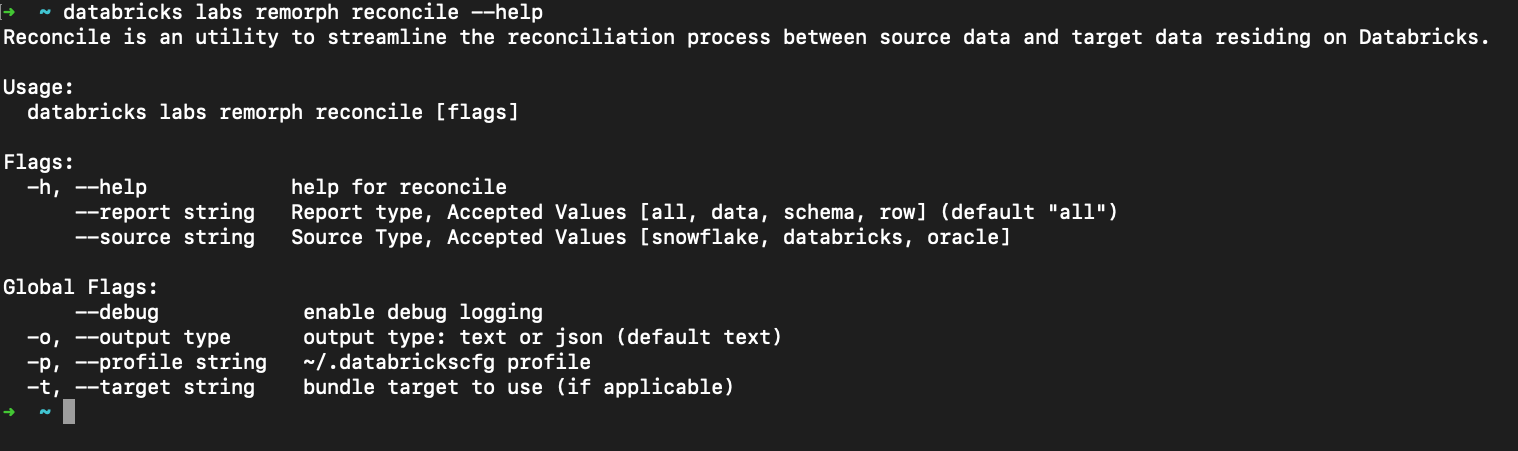 ➜  ~ databricks labs remorph reconcile --help
Reconcile is an utility to streamline the reconciliation process between source data and target data residing on Databricks.

Usage:
  databricks labs remorph reconcile [flags]

Flags:
  -h, --help            help for reconcile
      --report string   Report type, Accepted Values [all, data, schema, row] (default "all")
      --source string   Source Type, Accepted Values [snowflake, databricks, oracle]

Global Flags:
      --debug            enable debug logging
  -o, --output type      output type: text or json (default text)
  -p, --profile string   ~/.databrickscfg profile
  -t, --target string    bundle target to use (if applicable)
➜  ~